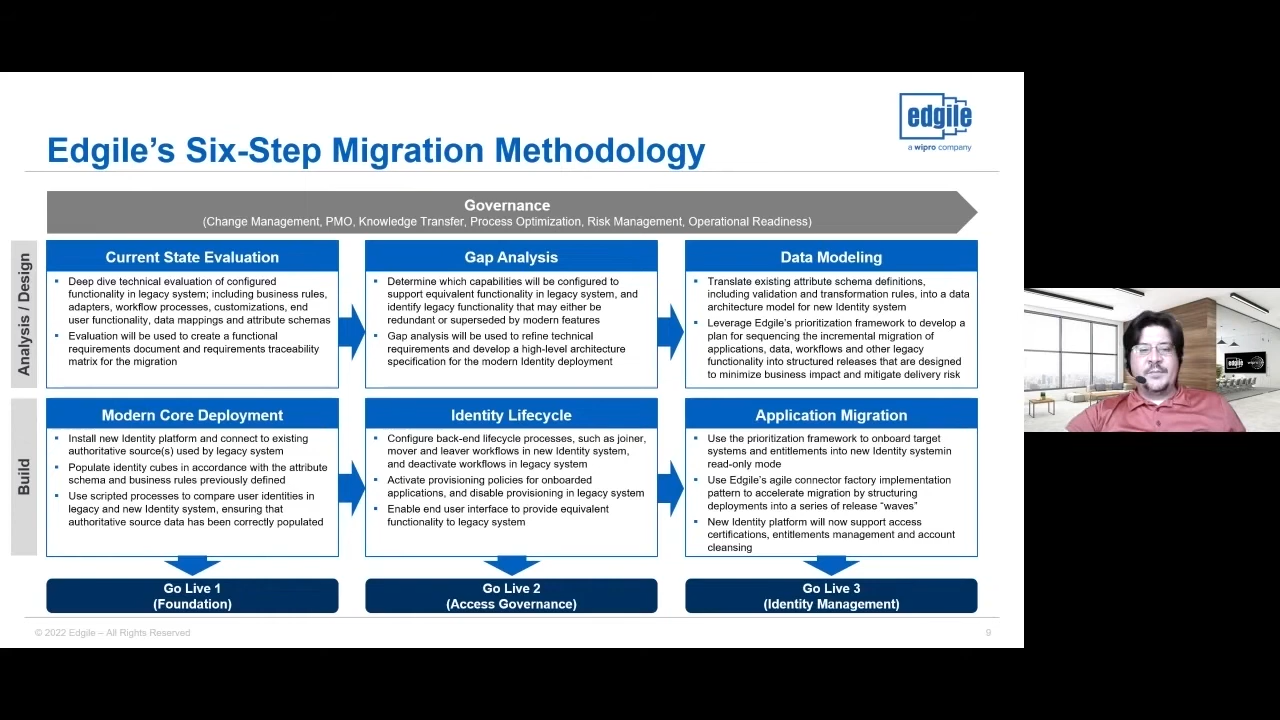 edgile
a wipro company
Edgile’s Six-Step Migration Methodology
Governance
(Change Management, PMO, Knowledge Transfer, Process Optimization, Risk Management, Operational Readiness)
Analysis / Design
Current State Evaluation
▪ Deep dive technical evaluation of configured
functionality in legacy system; including business rules,
adapters, workflow processes, customizations, end
user functionality, data mappings and attribute schemas
▪ Evaluation will be used to create a functional
requirements document and requirements traceability
matrix for the migration
Gap Analysis
▪ Determine which capabilities will be configured to
support equivalent functionality in legacy system, and
identify legacy functionality that may either be
redundant or superseded by modern features
▪ Gap analysis will be used to refine technical
requirements and develop a high-level architecture
specification for the modern Identity deployment
Data Modeling
▪ Translate existing attribute schema definitions,
including validation and transformation rules, into a data
architecture model for new Identity system
▪ Leverage Edgile’s prioritization framework to develop a
plan for sequencing the incremental migration of
applications, data, workflows and other legacy
functionality into structured releases that are designed
to minimize business impact and mitigate delivery risk
Build
Modern Core Deployment
▪ Install new Identity platform and connect to existing
authoritative source(s) used by legacy system
▪ Populate identity cubes in accordance with the attribute
schema and business rules previously defined
▪ Use scripted processes to compare user identities in
legacy and new Identity system, ensuring that
authoritative source data has been correctly populated
Identity Lifecycle
▪ Configure back-end lifecycle processes, such as joiner,
mover and leaver workflows in new Identity system,
and deactivate workflows in legacy system
▪ Activate provisioning policies for onboarded
applications, and disable provisioning in legacy system
▪ Enable end user interface to provide equivalent
functionality to legacy system
Application Migration
▪ Use the prioritization framework to onboard target
systems and entitlements into new Identity systemin
read-only mode
▪ Use Edgile’s agile connector factory implementation
pattern to accelerate migration by structuring
deployments into a series of release “waves”
▪ New Identity platform will now support access
certifications, entitlements management and account
cleansing
Go Live 1
(Foundation)
Go Live 2
(Access Governance)
Go Live 3
(Identity Management)
© 2022 Edgile – All Rights Reserved
9
edgile